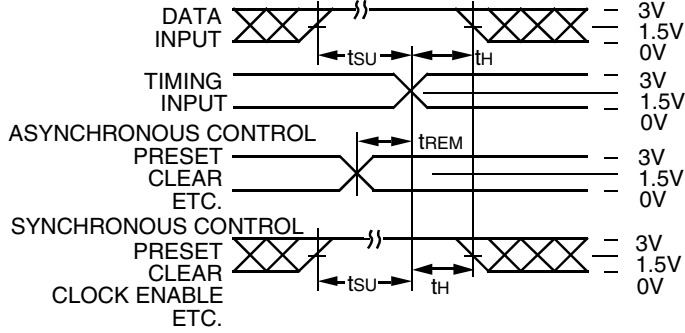 DATA
INPUT
3V
1.5V
0V
tSU
tH
TIMING
INPUT
3V
1.5V
0V
ASYNCHRONOUS CONTROL
PRESET
CLEAR
ETC.
tREM
3V
1.5V
0V
SYNCHRONOUS CONTROL
PRESET
CLEAR
CLOCK ENABLE
ETC.
tSU
tH
3V
1.5V
0V